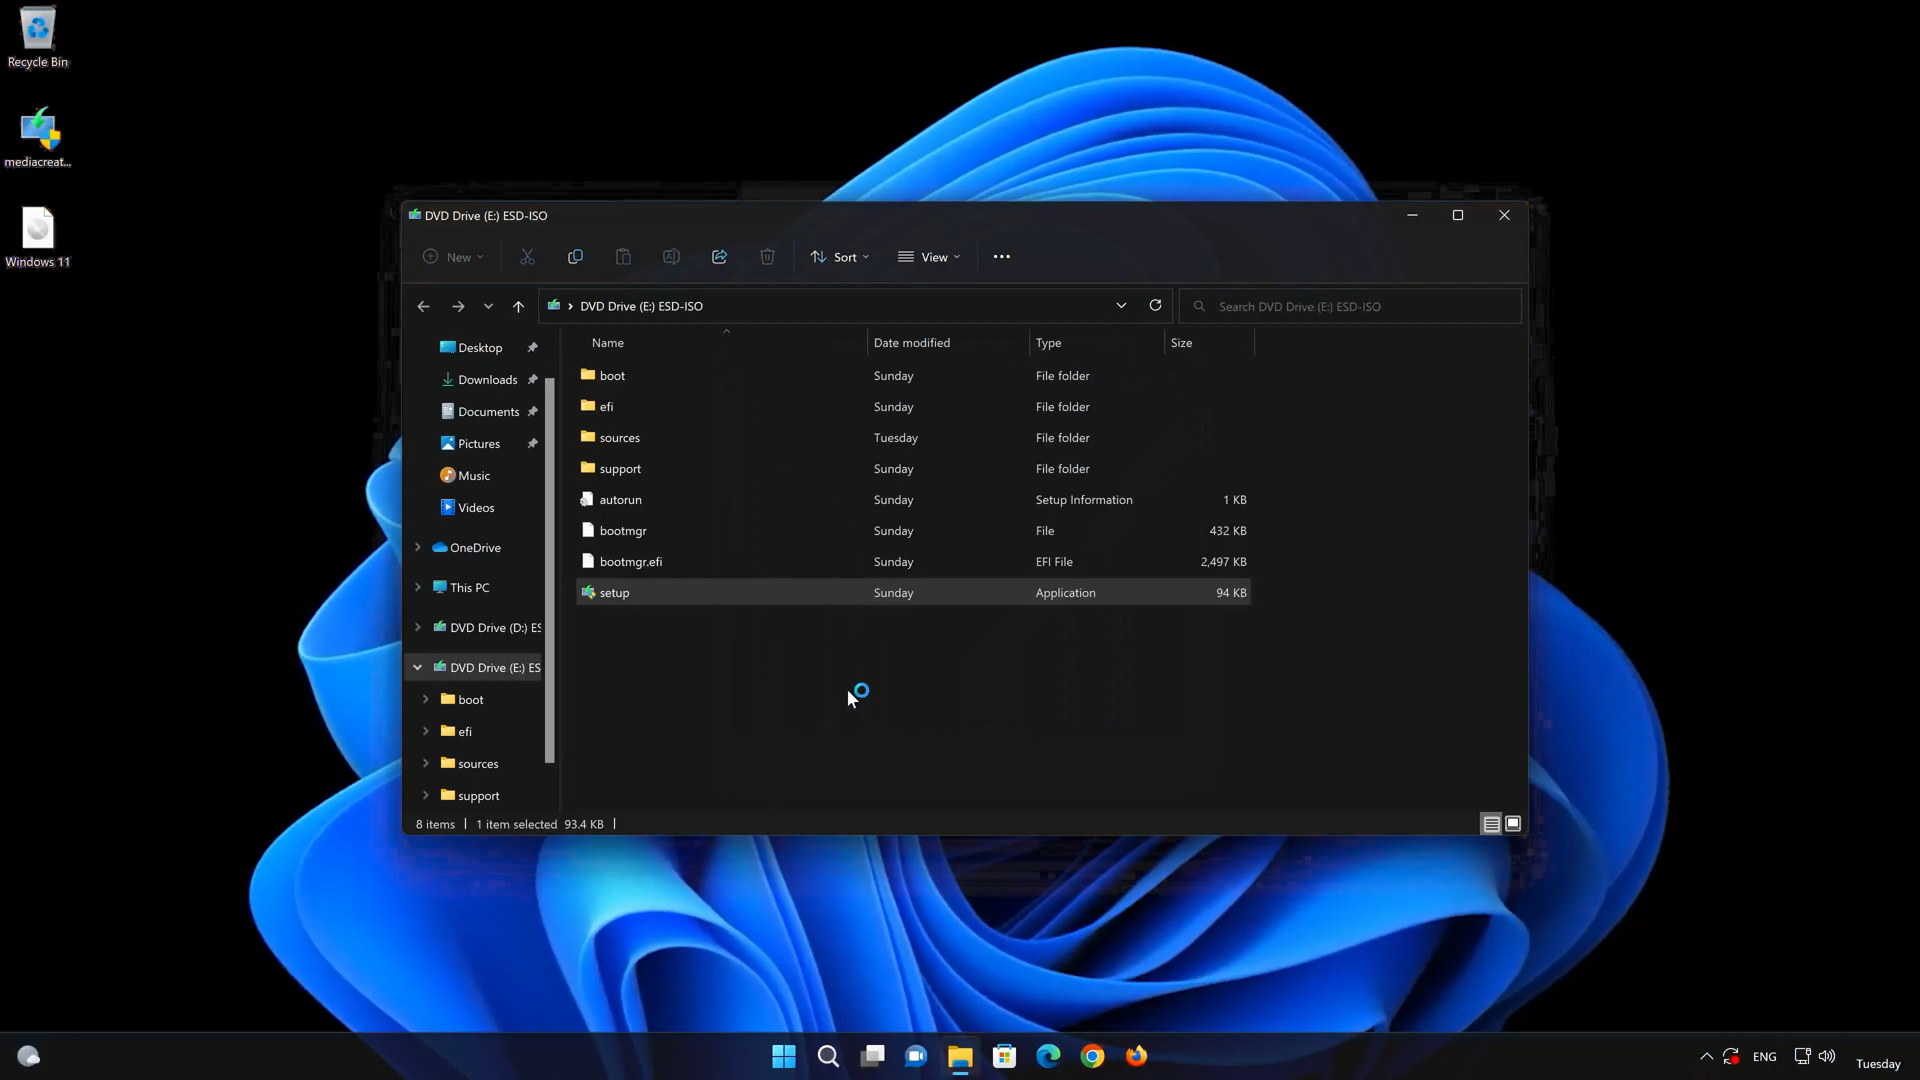 Recycle Bin
mediacreat...
Windows 11
DVD Drive (E:) ESD-ISO
New
Sort
View
DVD Drive (E:) ESD-ISO
Search DVD Drive (E:) ESD-ISO
Name Date modified Type Size
Desktop
Downloads
Documents
Pictures
Music
Videos
OneDrive
This PC
DVD Drive (D:) ES
DVD Drive (E:) ES
boot
efi
sources
support
boot Sunday File folder
efi Sunday File folder
sources Tuesday File folder
support Sunday File folder
autorun Sunday Setup Information 1 KB
bootmgr Sunday File 432 KB
bootmgr.efi Sunday EFI File 2,497 KB
setup Sunday Application 94 KB
8 items 1 item selected 93.4 KB
ENG
Tuesday